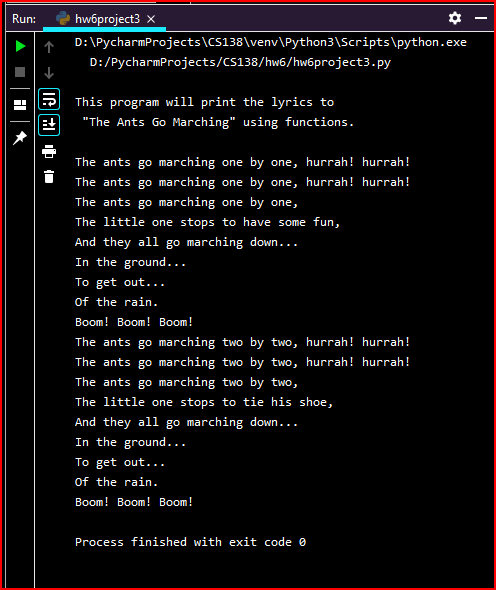 Run: hw6project3 ×
D:\PycharmProjects\CS138\venv\Python3\Scripts\python.exe
D:/PycharmProjects/CS138/hw6/hw6project3.py
This program will print the lyrics to
"The Ants Go Marching" using functions.
The ants go marching one by one, hurrah! hurrah!
The ants go marching one by one, hurrah! hurrah!
The ants go marching one by one,
The little one stops to have some fun,
And they all go marching down...
In the ground...
To get out...
Of the rain.
Boom! Boom! Boom!
The ants go marching two by two, hurrah! hurrah!
The ants go marching two by two, hurrah! hurrah!
The ants go marching two by two,
The little one stops to tie his shoe,
And they all go marching down...
In the ground...
To get out...
Of the rain.
Boom! Boom! Boom!
Process finished with exit code 0